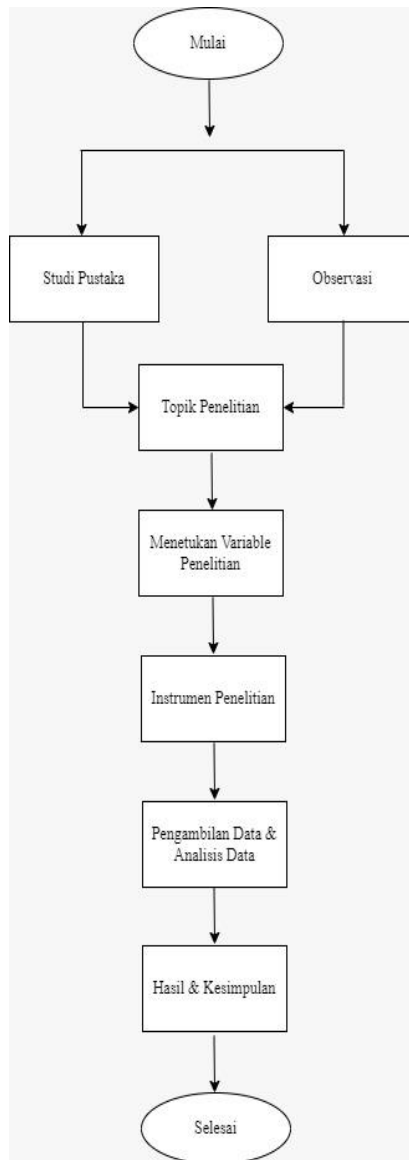 Mulai
Studi Pustaka
Observasi
Topik Penelitian
Menetukan Variable
Penelitian
Instrumen Penelitian
Pengambilan Data &
Analisis Data
Hasil & Kesimpulan
Selesai